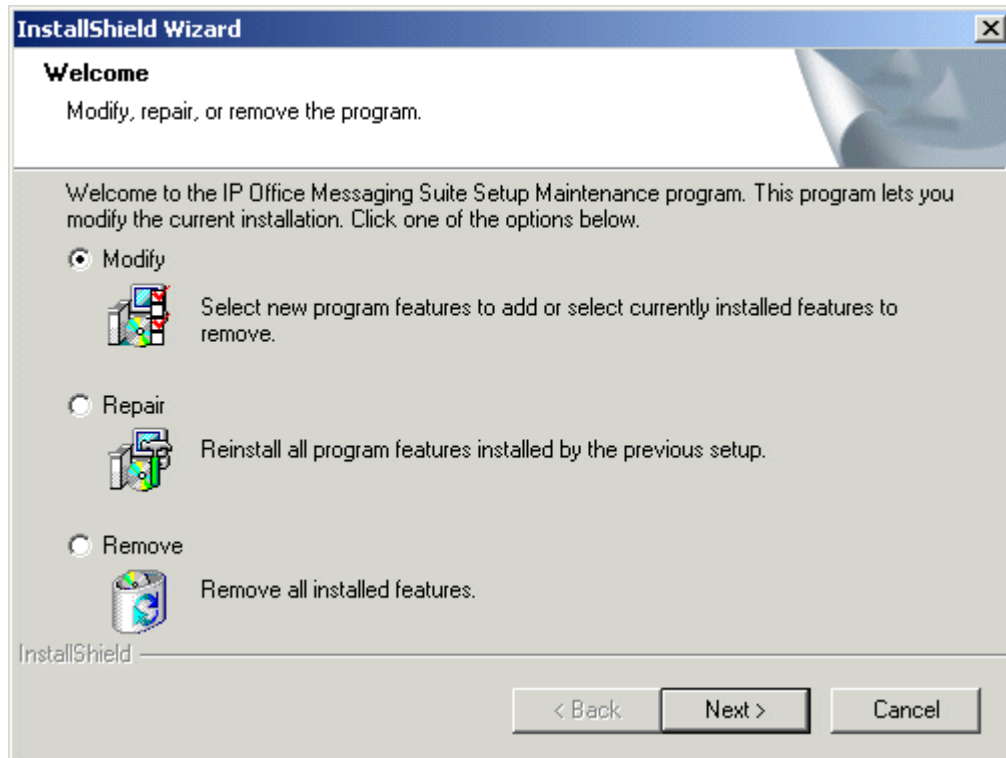 InstallShield Wizard
Welcome
Modify, repair, or remove the program.
Welcome to the IP Office Messaging Suite Setup Maintenance program. This program lets you
modify the current installation. Click one of the options below.
Modify
Select new program features to add or select currently installed features to
remove.
Repair
Reinstall all program features installed by the previous setup.
Remove
Remove all installed features.
InstallShield
< Back
Next >
Cancel